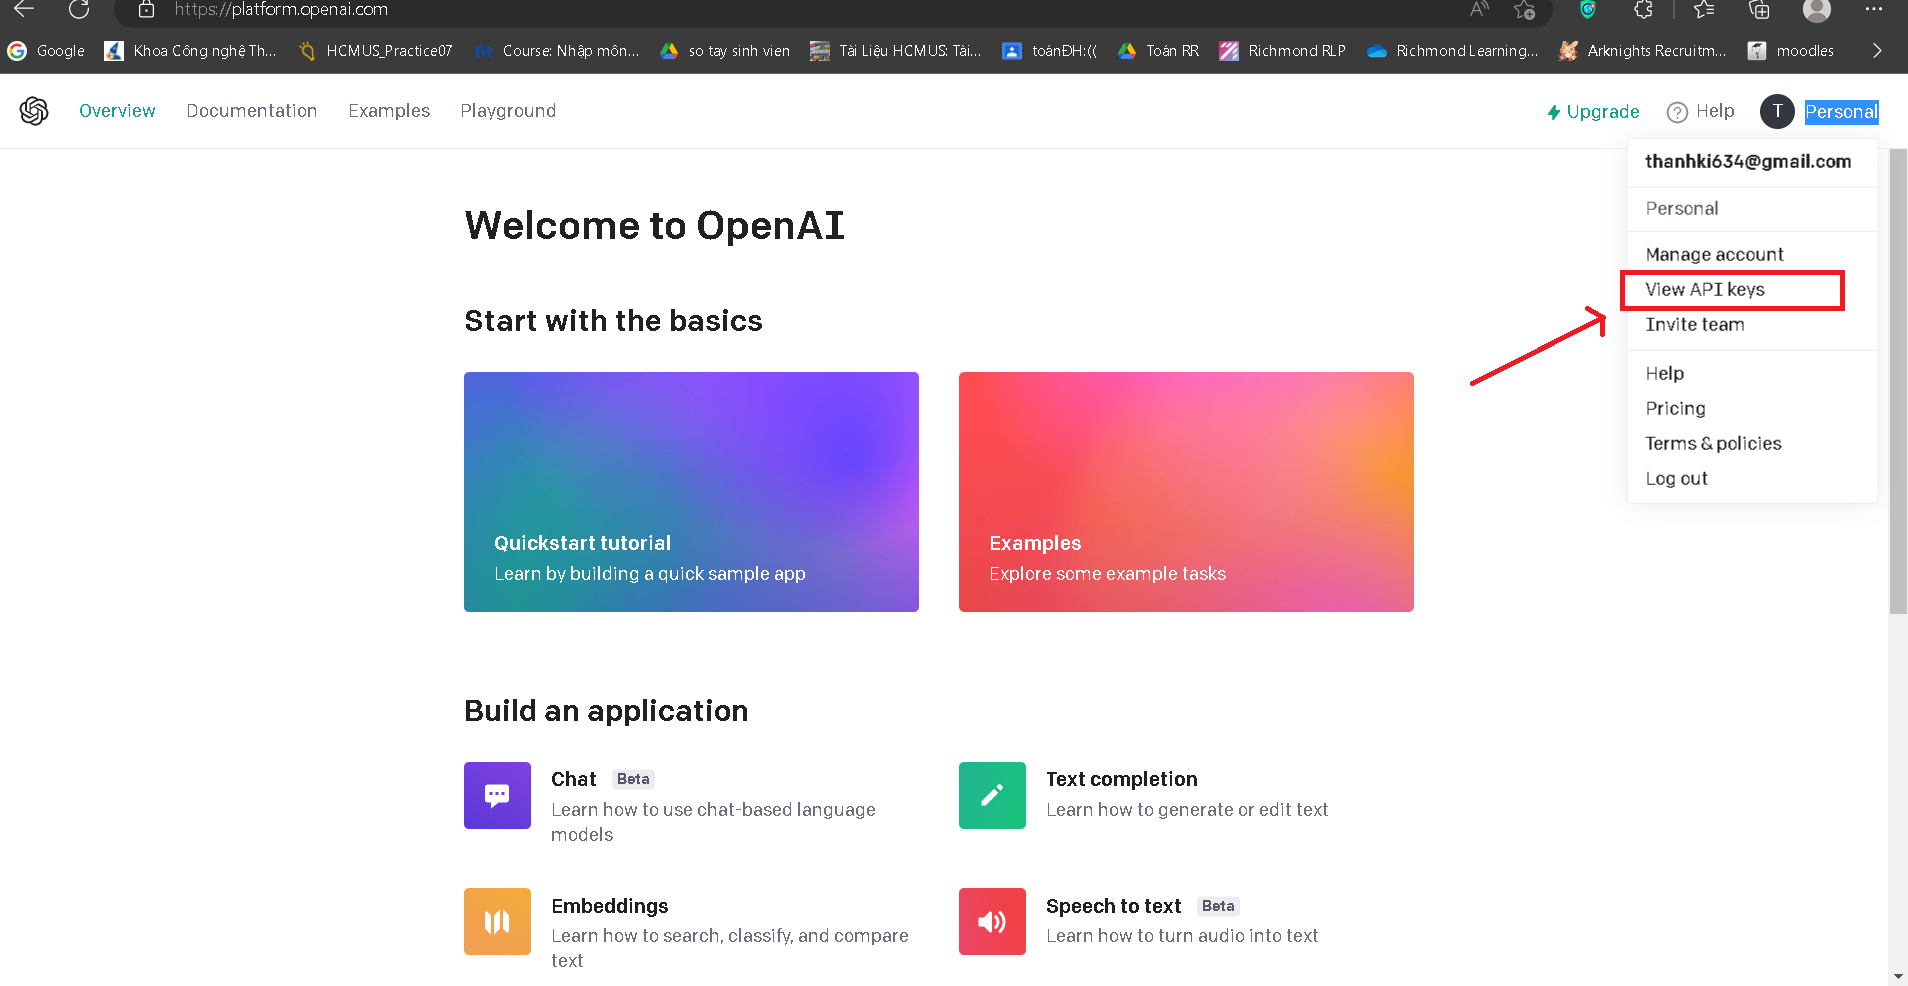 https://platform.openai.com
Google Khoa Công nghệ Th... HCMUS_Practice07 fit Course: Nhập môn... so tay sinh vien Tài Liệu HCMUS: Tài... toánĐH:(( Toán RR Richmond RLP Richmond Learning... Arknights Recruitm... moodles
Overview Documentation Examples Playground Upgrade Help T Personal
thanhki634@gmail.com
Personal
Manage account
View API keys
Invite team
Help
Pricing
Terms & policies
Log out
Welcome to OpenAI
Start with the basics
Quickstart tutorial
Learn by building a quick sample app
Examples
Explore some example tasks
Build an application
Chat Beta
Learn how to use chat-based language
models
Text completion
Learn how to generate or edit text
Embeddings
Learn how to search, classify, and compare
text
Speech to text Beta
Learn how to turn audio into text